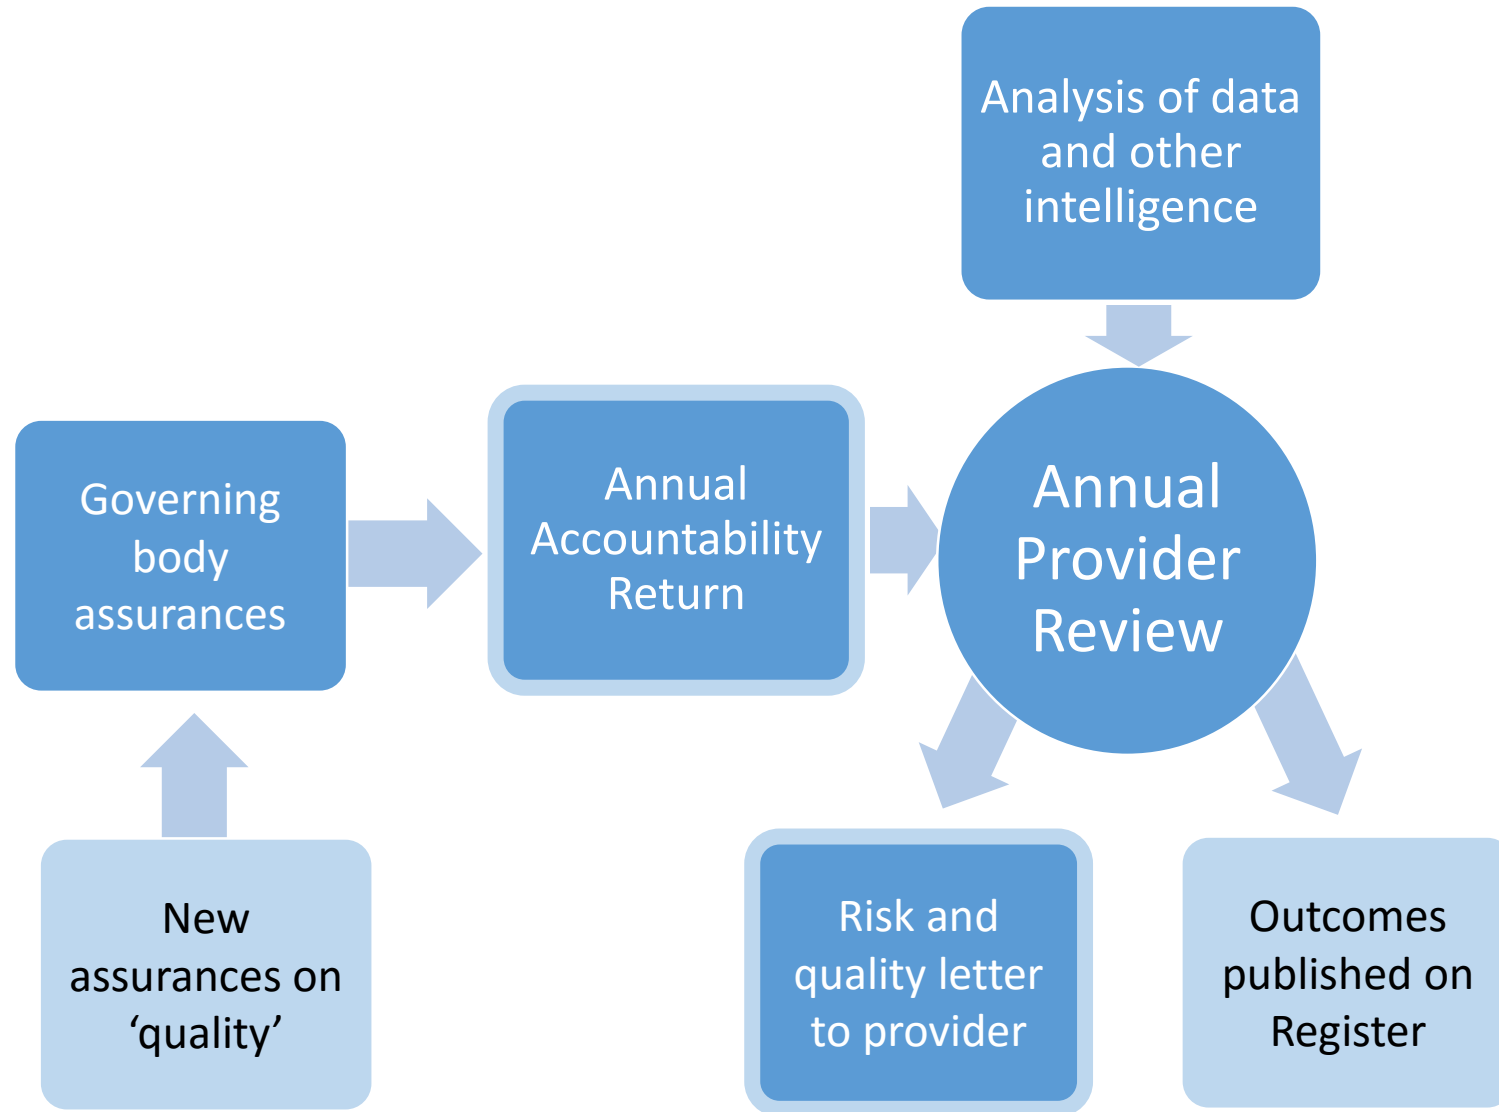 Analysis of data
and other
intelligence
Governing
body
assurances
Annual
Accountability
Return
Annual
Provider
Review
New
assurances on
‘quality’
Risk and
quality letter
to provider
Outcomes
published on
Register